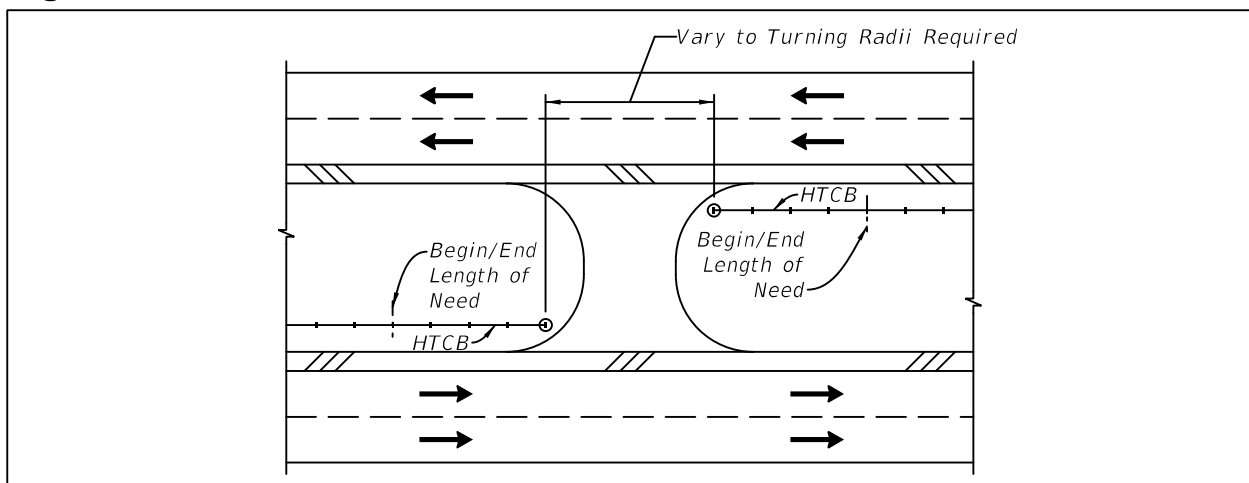 Vary to Turning Radii Required
HTCB
Begin/End
Length of
Need
Begin/End
Length of
Need
HTCB